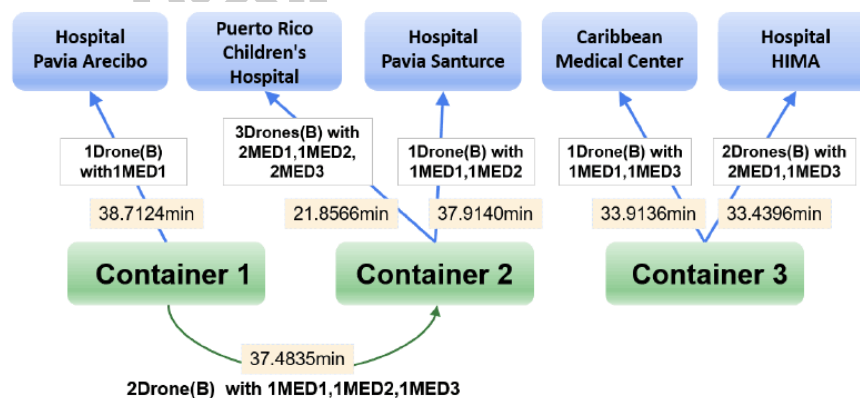 Hospital
Pavia Arecibo
Puerto Rico
Children's
Hospital
Hospital
Pavia Santurce
Caribbean
Medical Center
Hospital
HIMA
1Drone(B)
with1MED1
3Drones(B) with
2MED1,1MED2,
2MED3
1Drone(B) with
1MED1,1MED2
1Drone(B) with
1MED1,1MED3
2Drones(B) with
2MED1,1MED3
38.7124min
21.8566min
37.9140min
33.9136min
33.4396min
Container 1
Container 2
Container 3
37.4835min
2Drone(B) with 1MED1,1MED2,1MED3